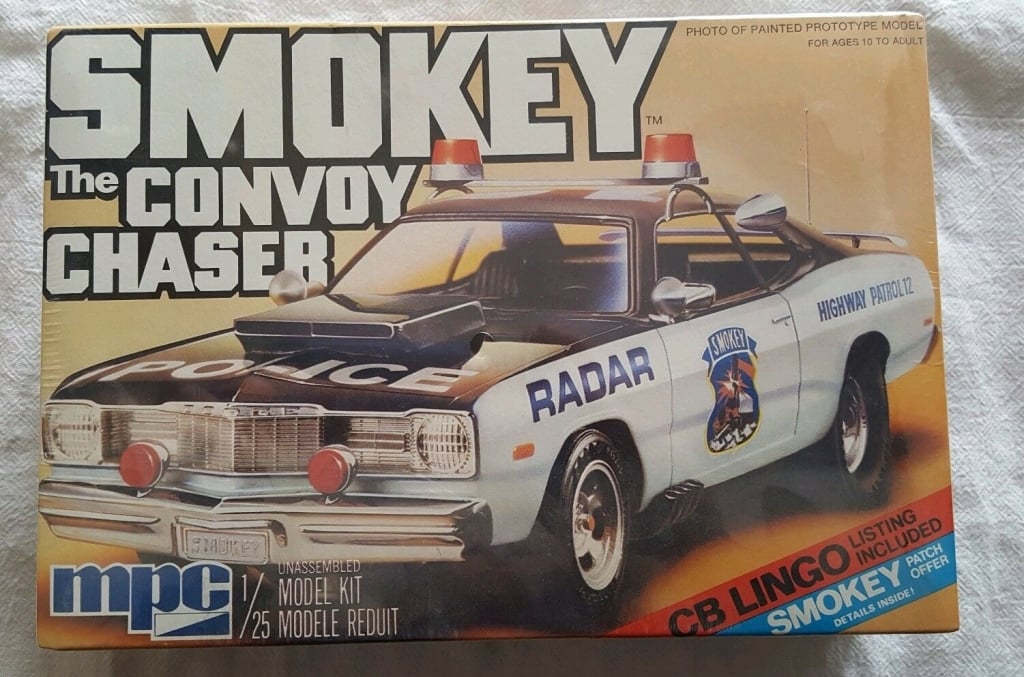 SMOKEY
TM
The CONVOY
CHASER
PHOTO OF PAINTED PROTOTYPE MODEL
FOR AGES 10 TO ADULT
POLICE
DODGE
RADAR
SMOKEY
HIGHWAY PATROL 12
SMOKEY
mpc
1/25
UNASSEMBLED
MODEL KIT
MODELE REDUIT
CB LINGO LISTING INCLUDED
SMOKEY PATCH OFFER
DETAILS INSIDE!